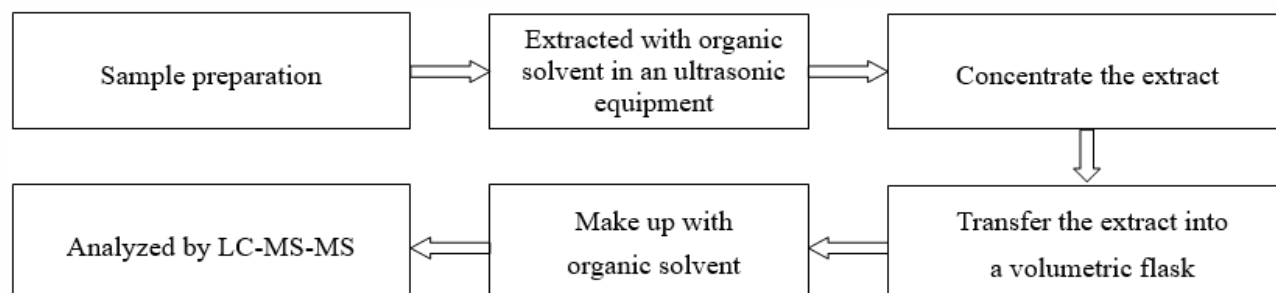 Sample preparation
Extracted with organic
solvent in an ultrasonic
equipment
Concentrate the extract
Transfer the extract into
a volumetric flask
Make up with
organic solvent
Analyzed by LC-MS-MS